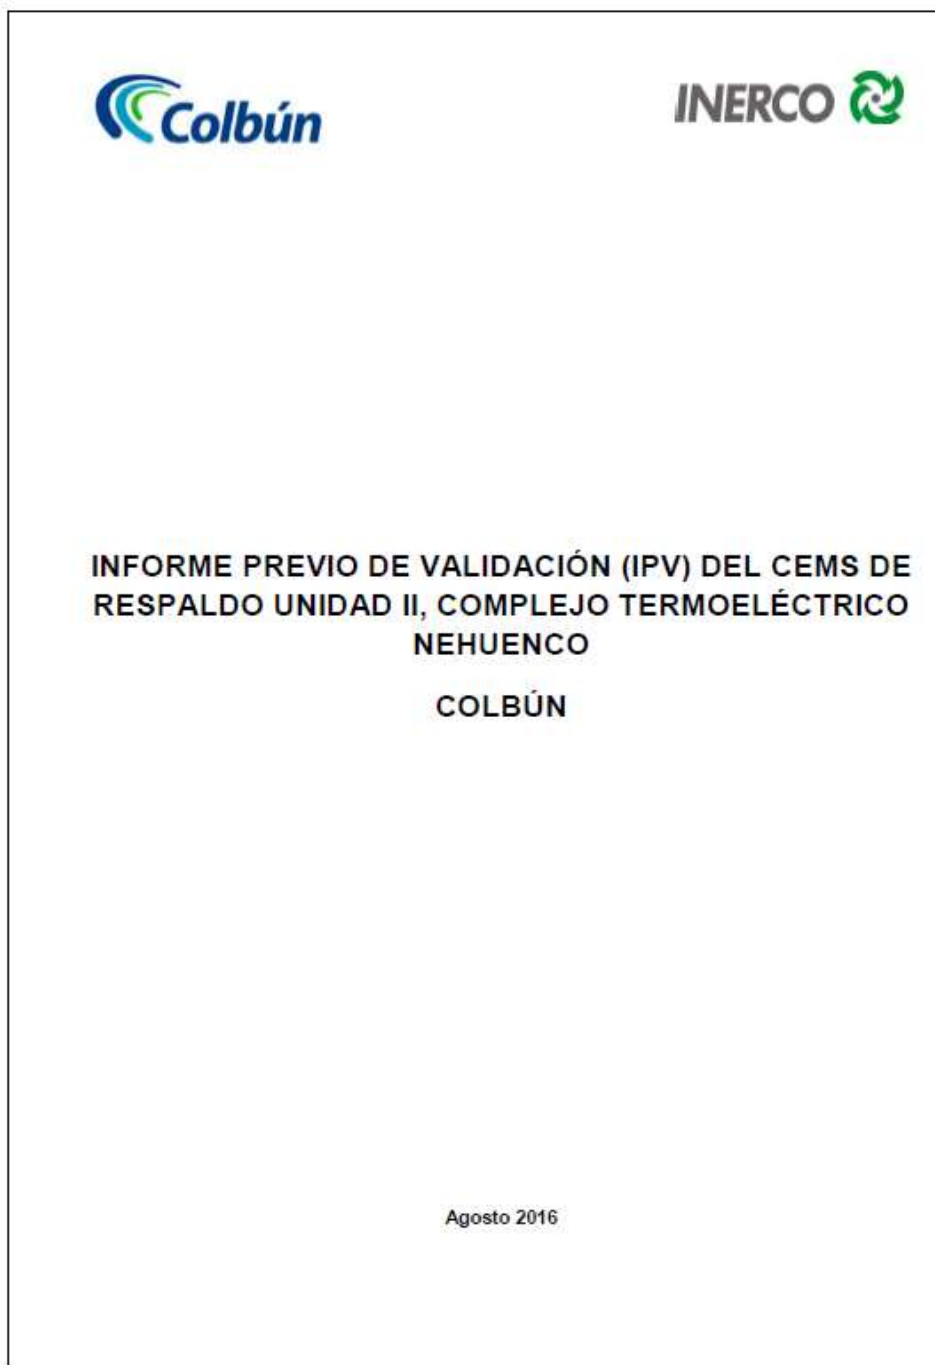 Colbún
INERCO
INFORME PREVIO DE VALIDACIÓN (IPV) DEL CEMS DE
RESPALDO UNIDAD II, COMPLEJO TERMOELÉCTRICO
NEHUENCO
COLBÚN
Agosto 2016